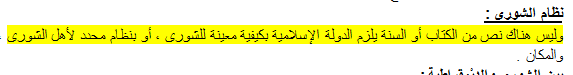 نظام الشورى :
وليس هناك نص من الكتاب أو السنة يلزم الدولة الإسلامية بكيفية معينة للشورى ، أو بنظام محدد لأهل الشورى ،
والمكان .